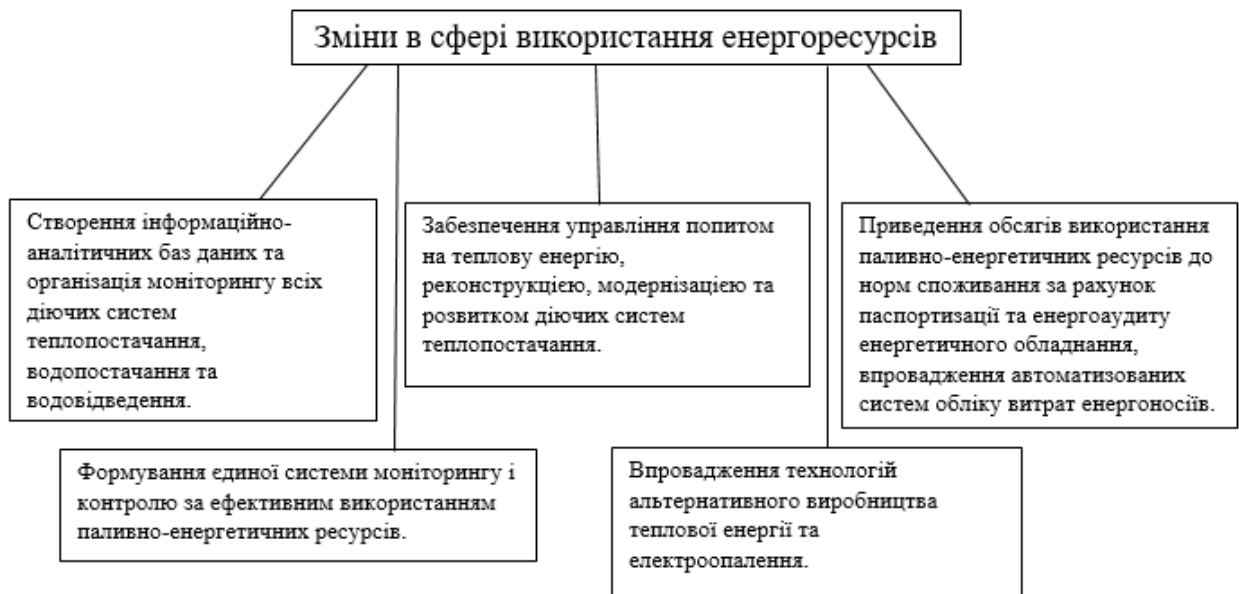 Зміни в сфері використання енергоресурсів
Створення інформаційно-
аналітичних баз даних та
організація моніторингу всіх
діючих систем
теплопостачання,
водопостачання та
водовідведення.
Забезпечення управління попитом
на теплову енергію,
реконструкцією, модернізацією та
розвитком діючих систем
теплопостачання.
Приведення обсягів використання
паливно-енергетичних ресурсів до
норм споживання за рахунок
паспортизації та енергоаудиту
енергетичного обладнання,
впровадження автоматизованих
систем обліку витрат енергоносіїв.
Формування єдиної системи моніторингу і
контролю за ефективним використанням
паливно-енергетичних ресурсів.
Впровадження технологій
альтернативного виробництва
теплової енергії та
електроопалення.